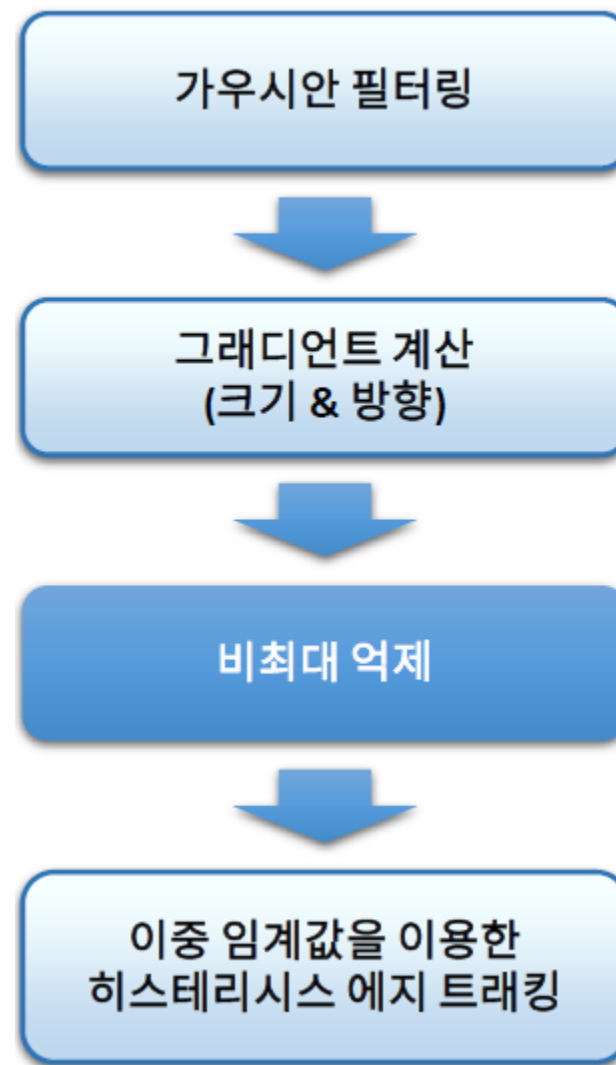 가우시안 필터링
그래디언트 계산
(크기 & 방향)
비최대 억제
이중 임계값을 이용한
히스테리시스 에지 트래킹